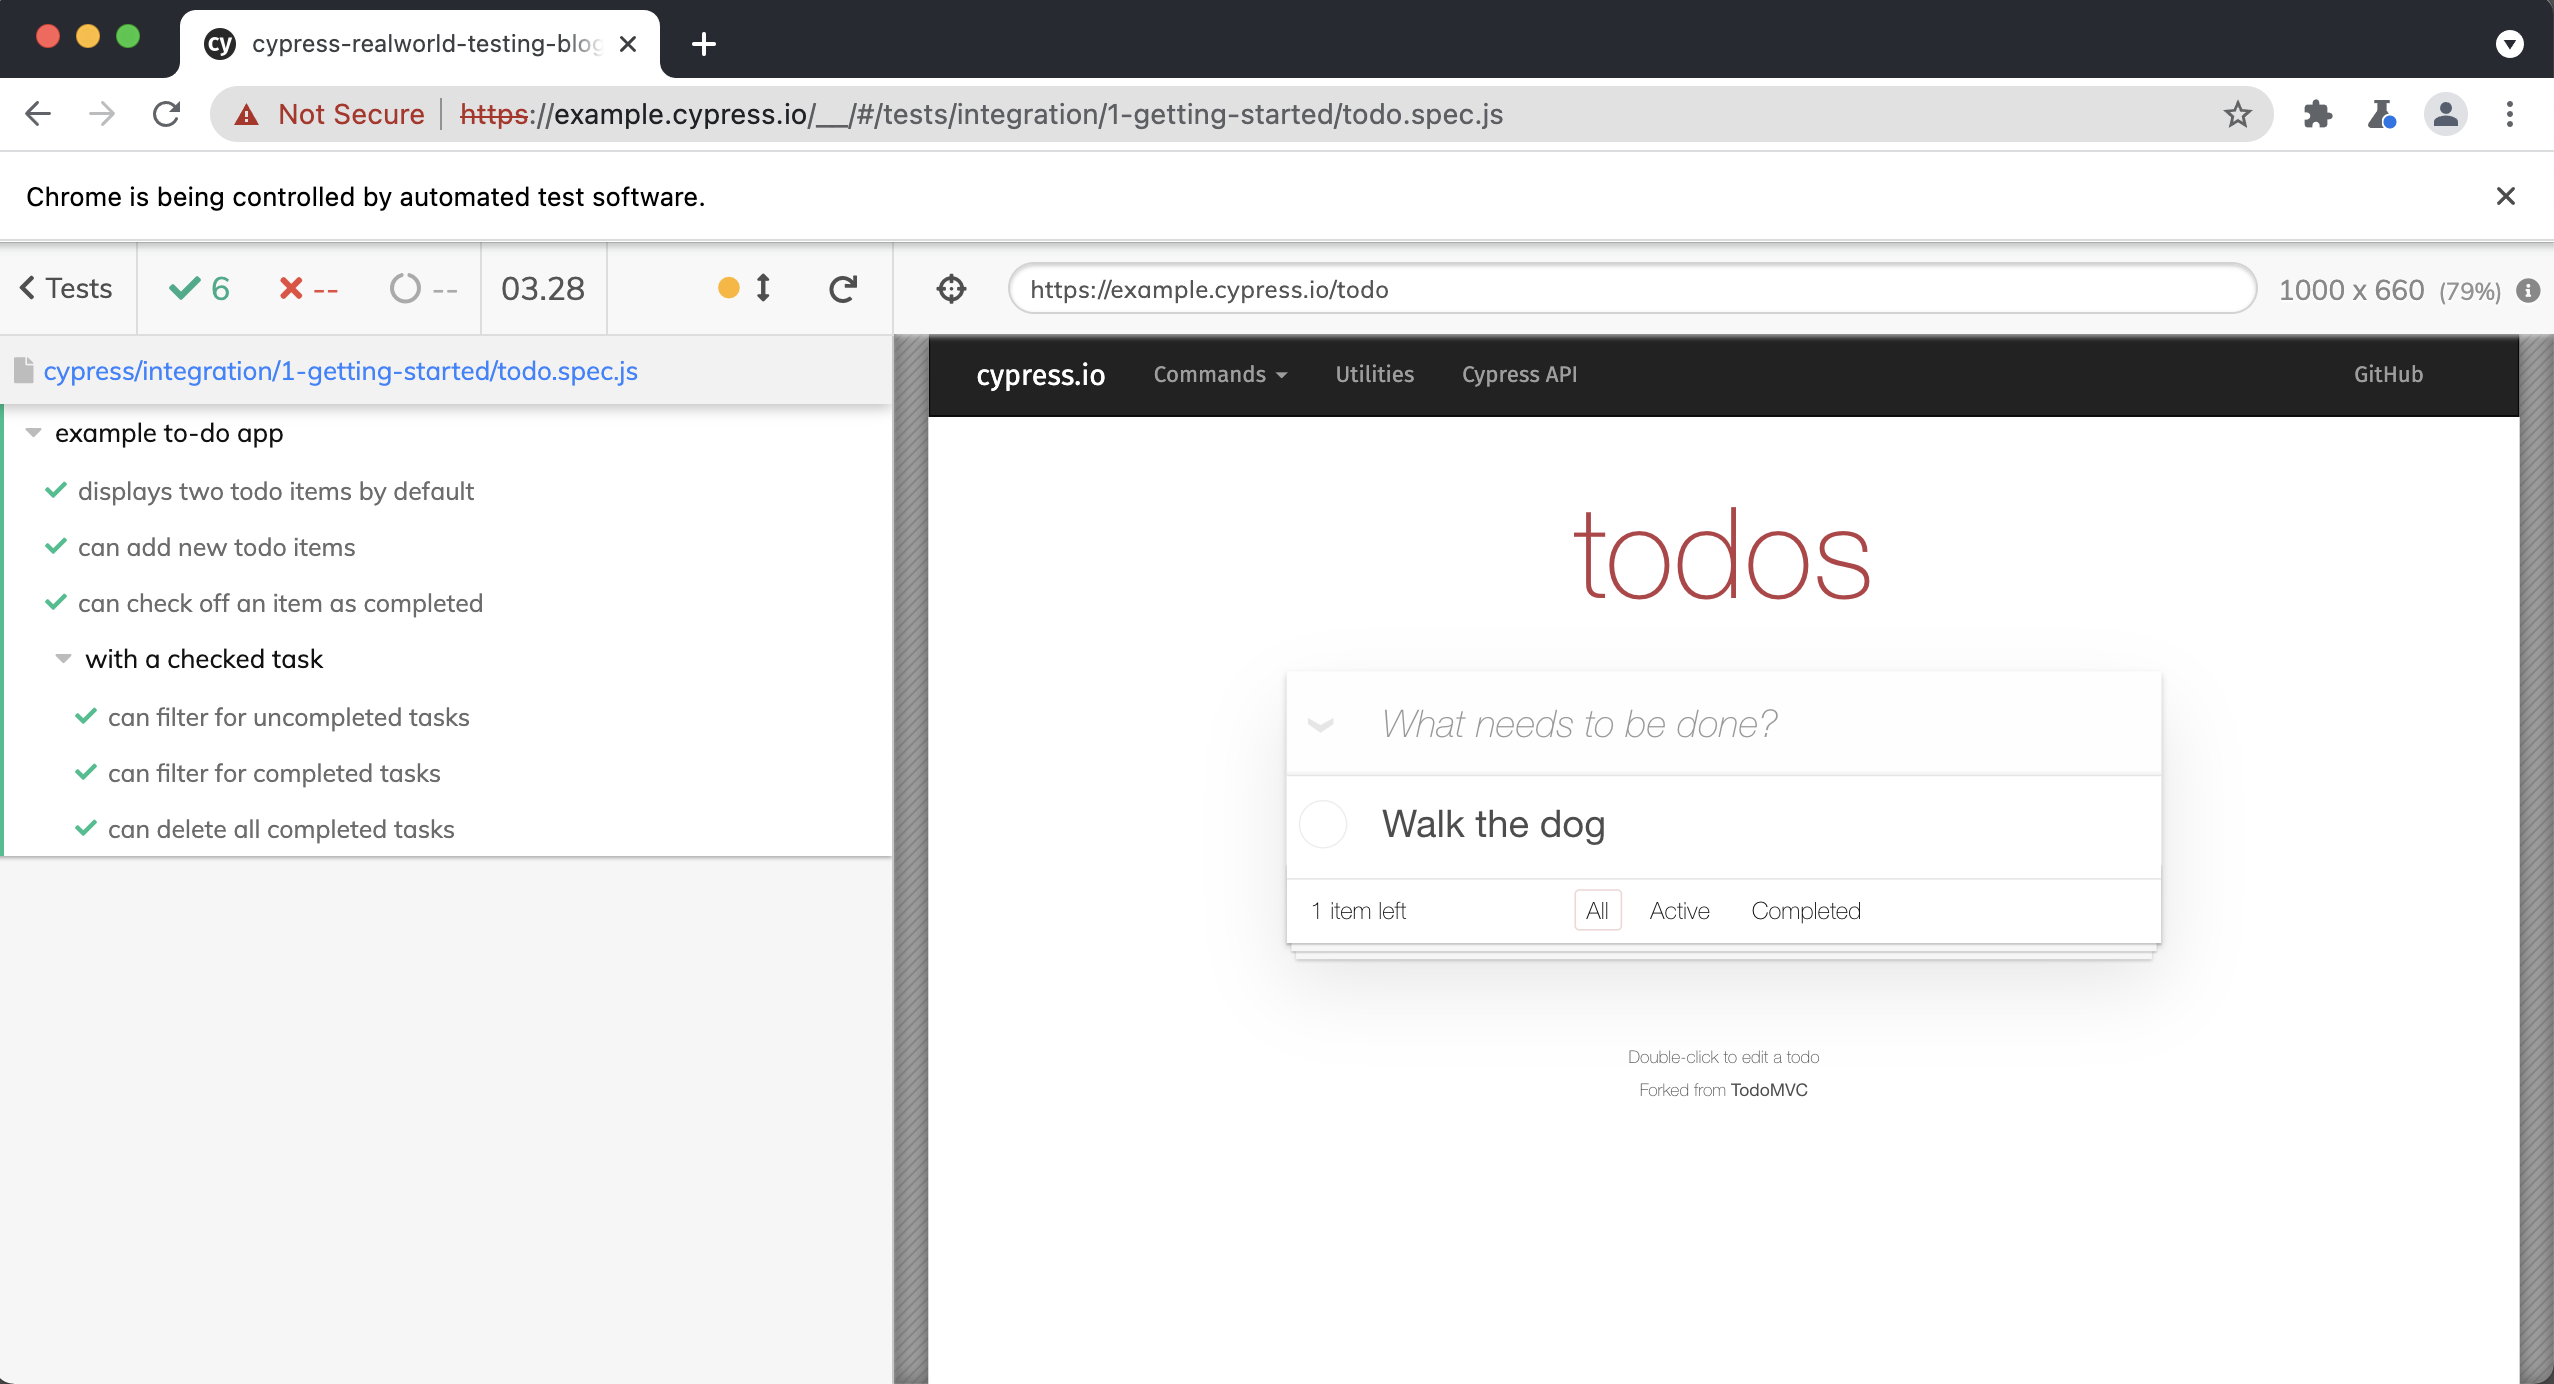 cy cypress-realworld-testing-blog
Not Secure https://example.cypress.io/__/#/tests/integration/1-getting-started/todo.spec.js
Chrome is being controlled by automated test software.
Tests 6 -- -- 03.28 https://example.cypress.io/todo 1000 x 660 (79%)
cypress/integration/1-getting-started/todo.spec.js
example to-do app
displays two todo items by default
can add new todo items
can check off an item as completed
with a checked task
can filter for uncompleted tasks
can filter for completed tasks
can delete all completed tasks
cypress.io Commands Utilities Cypress API GitHub
todos
What needs to be done?
Walk the dog
1 item left All Active Completed
Double-click to edit a todo
Forked from TodoMVC